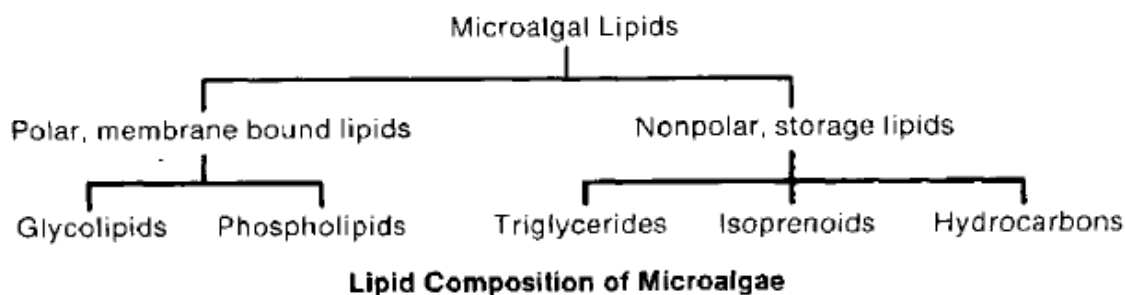 Microalgal Lipids
Polar, membrane bound lipids Nonpolar, storage lipids
Glycolipids Phospholipids Triglycerides Isoprenoids Hydrocarbons
Lipid Composition of Microalgae